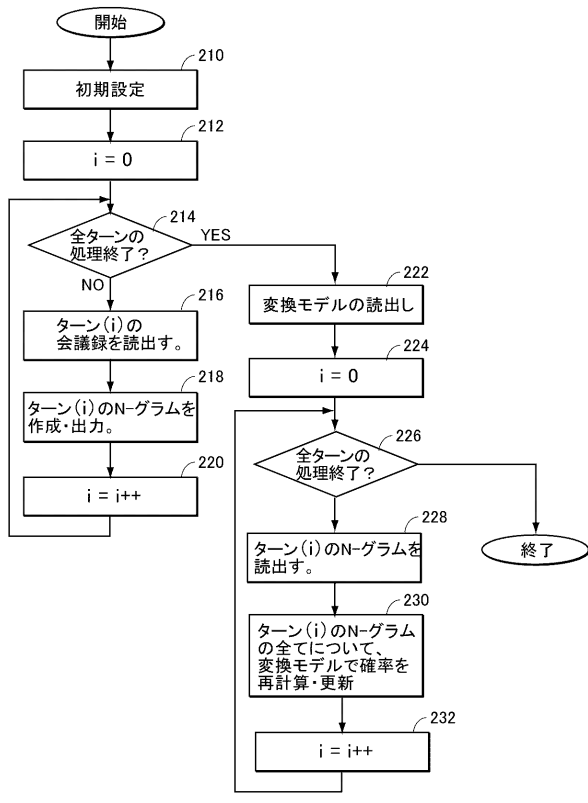 開始
210
初期設定
212
i = 0
214
全ターンの
処理終了？
YES
NO
216
ターン(i)の
会議録を読出す。
218
ターン(i)のN-グラムを
作成・出力。
220
i = i++
222
変換モデルの読出し
224
i = 0
226
全ターンの
処理終了？
228
ターン(i)のN-グラムを
読出す。
230
ターン(i)のN-グラム
の全てについて、
変換モデルで確率を
再計算・更新
232
i = i++
終了